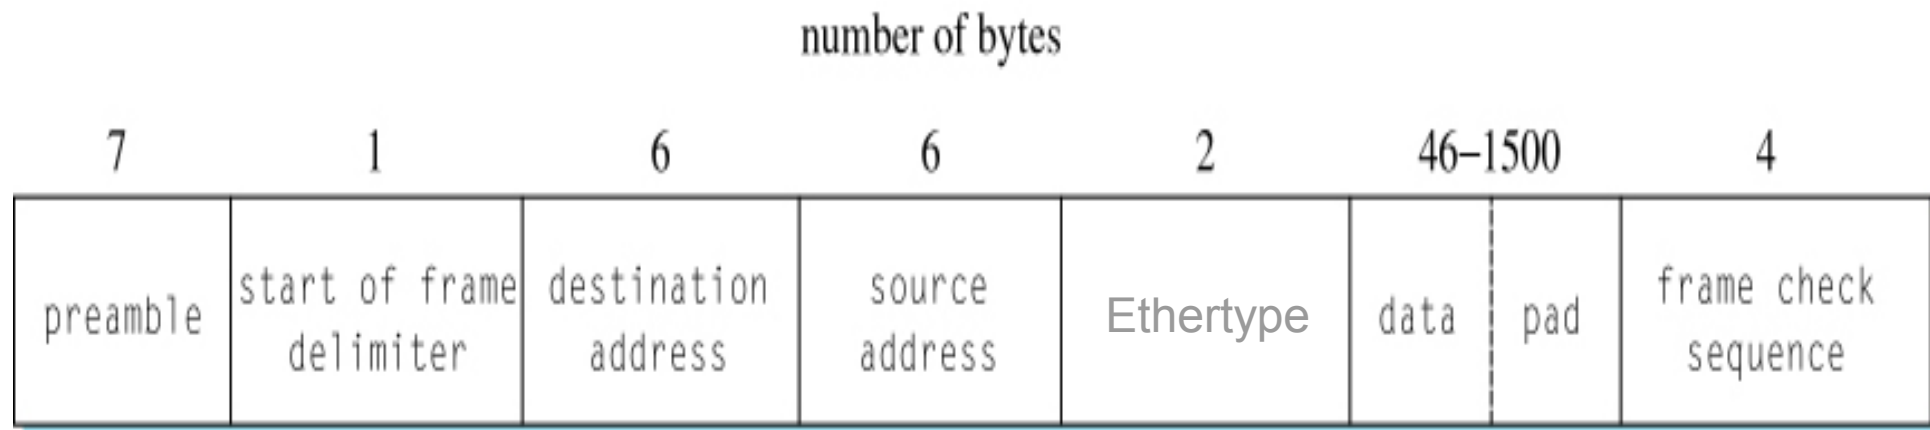 number of bytes
7 1 6 6 2 46–1500 4
preamble
start of frame
delimiter
destination
address
source
address
Ethertype
data
pad
frame check
sequence